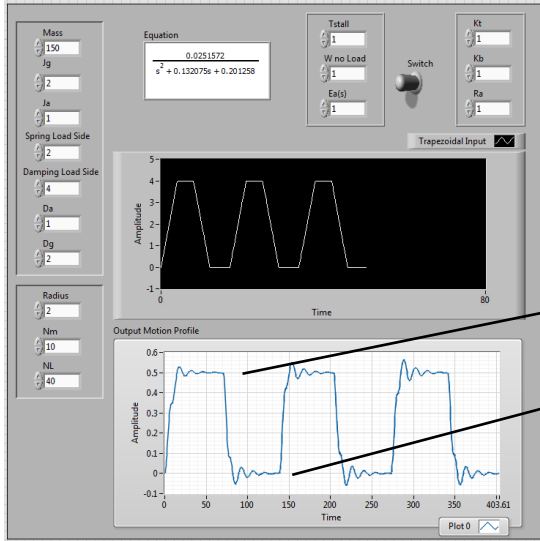 Mass
150
Jg
2
Ja
1
Spring Load Side
2
Damping Load Side
4
Da
1
Dg
2
Radius
2
Nm
10
NL
40
Equation
0.0251572
s² + 0.132075s + 0.201258
Tstall
1
W no Load
1
Ea(s)
1
Switch
Kt
1
Kb
1
Ra
1
Trapezoidal Input
Amplitude
5
4
3
2
1
0
-1
0 80
Time
Output Motion Profile
Amplitude
0.6
0.5
0.4
0.3
0.2
0.1
0
-0.1
0 50 100 150 200 250 300 350 403.61
Time
Plot 0